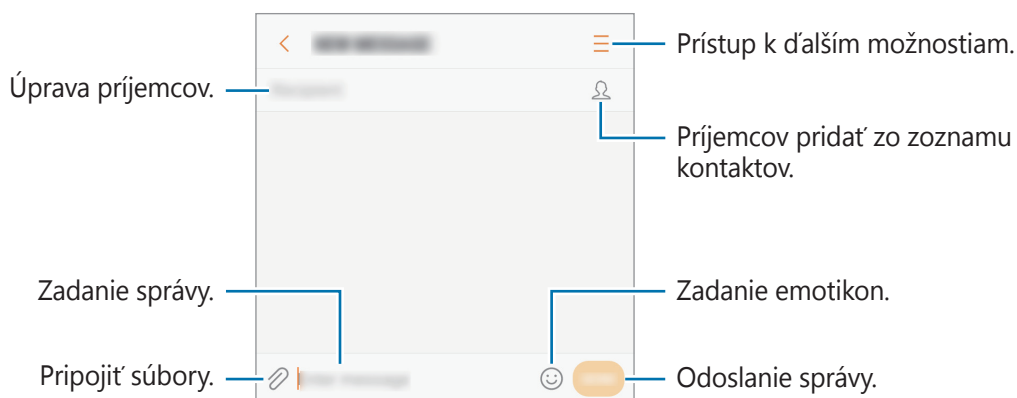 Prístup k ďalším možnostiam.
Úprava príjemcov.
Príjemcov pridať zo zoznamu
kontaktov.
Zadanie správy.
Zadanie emotikon.
Pripojiť súbory.
Odoslanie správy.